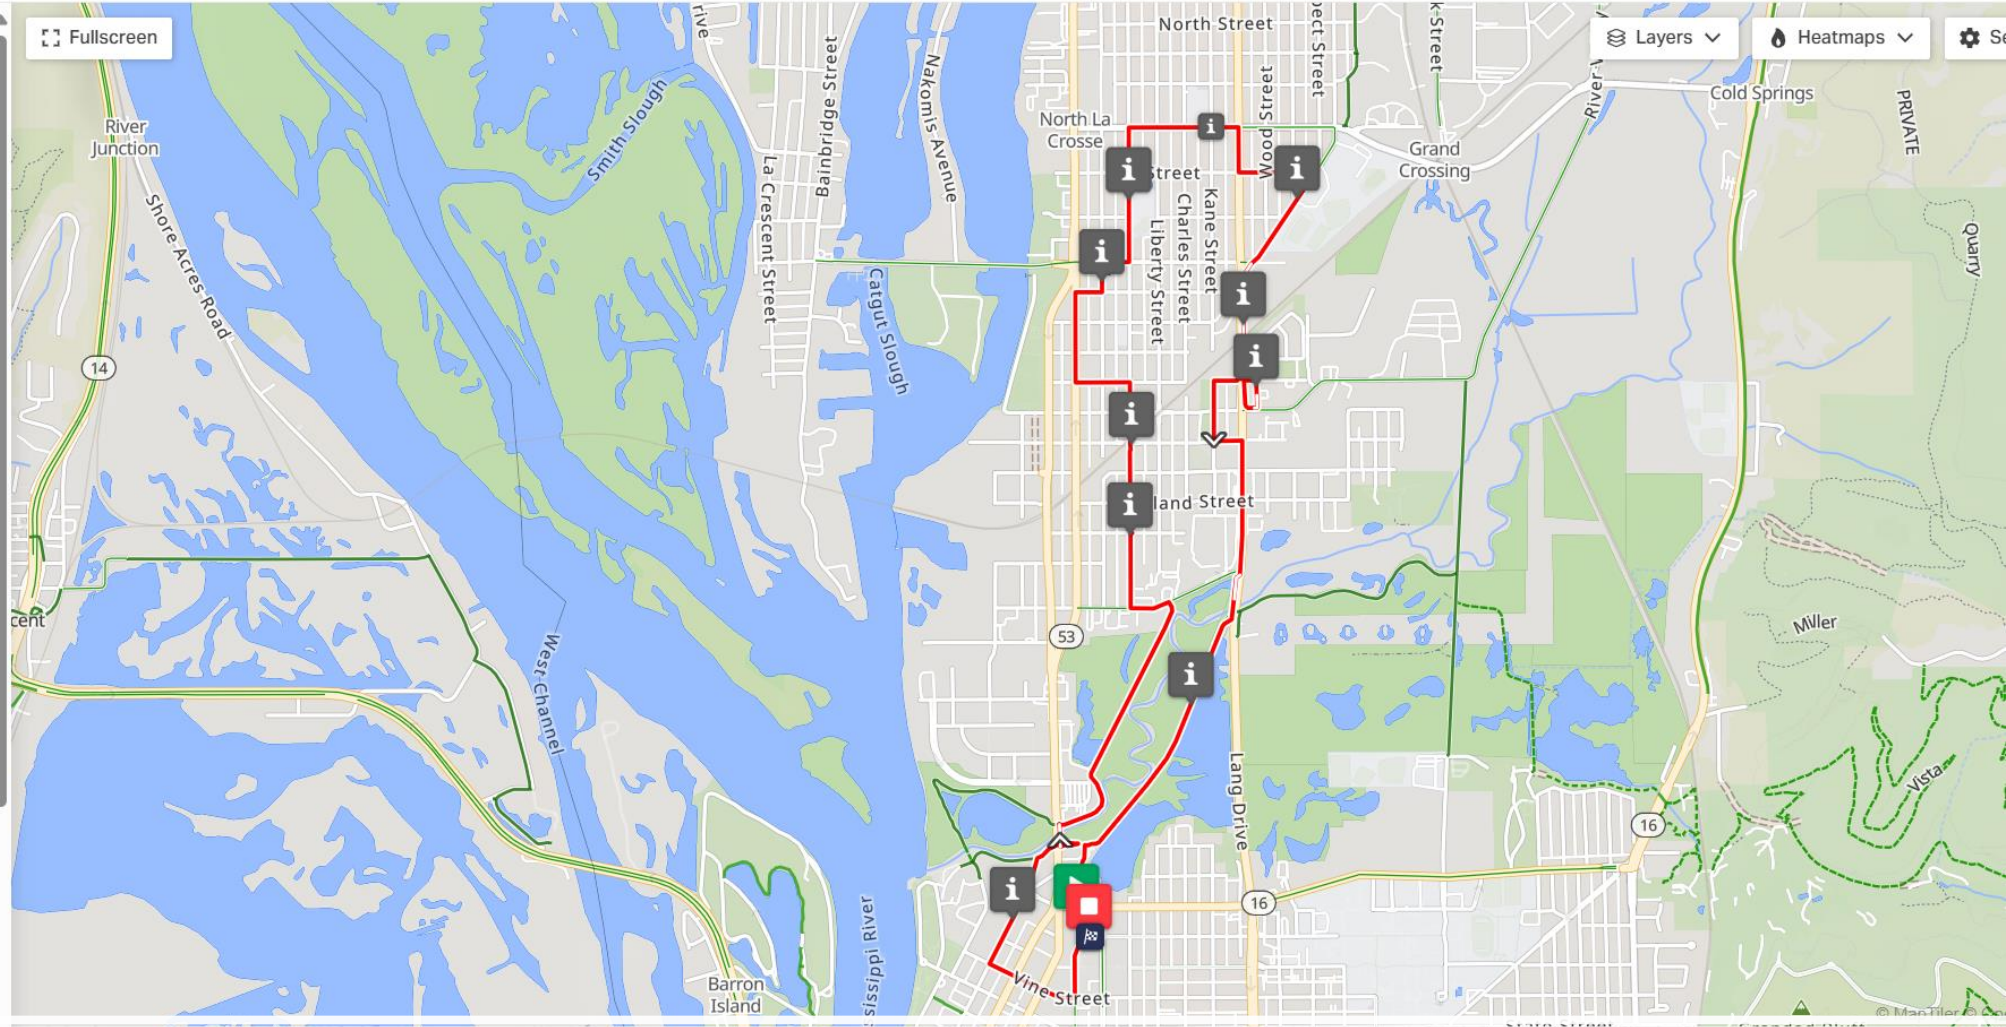 Fullscreen
Layers
Heatmaps
North Street
Cold Springs
River
Junction
Smith Slough
Bainbridge Street
Nakomis Avenue
La Crescent Street
Shore Acres Road
Catgut Slough
North La
Crosse
Street
Wood Street
Grand
Crossing
PRIVATE
Quarry
Kane Street
Charles Street
Liberty Street
14
land Street
53
cent
West Channel
Miller
Vista
Lang Drive
16
16
Vine Street
Barron
Island